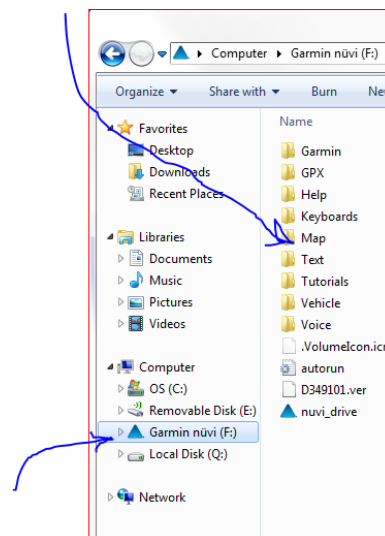 Computer Garmin nüvi (F:)
Organize Share with Burn Ne
Favorites
Desktop
Downloads
Recent Places
Libraries
Documents
Music
Pictures
Videos
Computer
OS (C:)
Removable Disk (E:)
Garmin nüvi (F:)
Local Disk (Q:)
Network
Name
Garmin
GPX
Help
Keyboards
Map
Text
Tutorials
Vehicle
Voice
.VolumeIcon.icn
autorun
D349101.ver
nuvi_drive